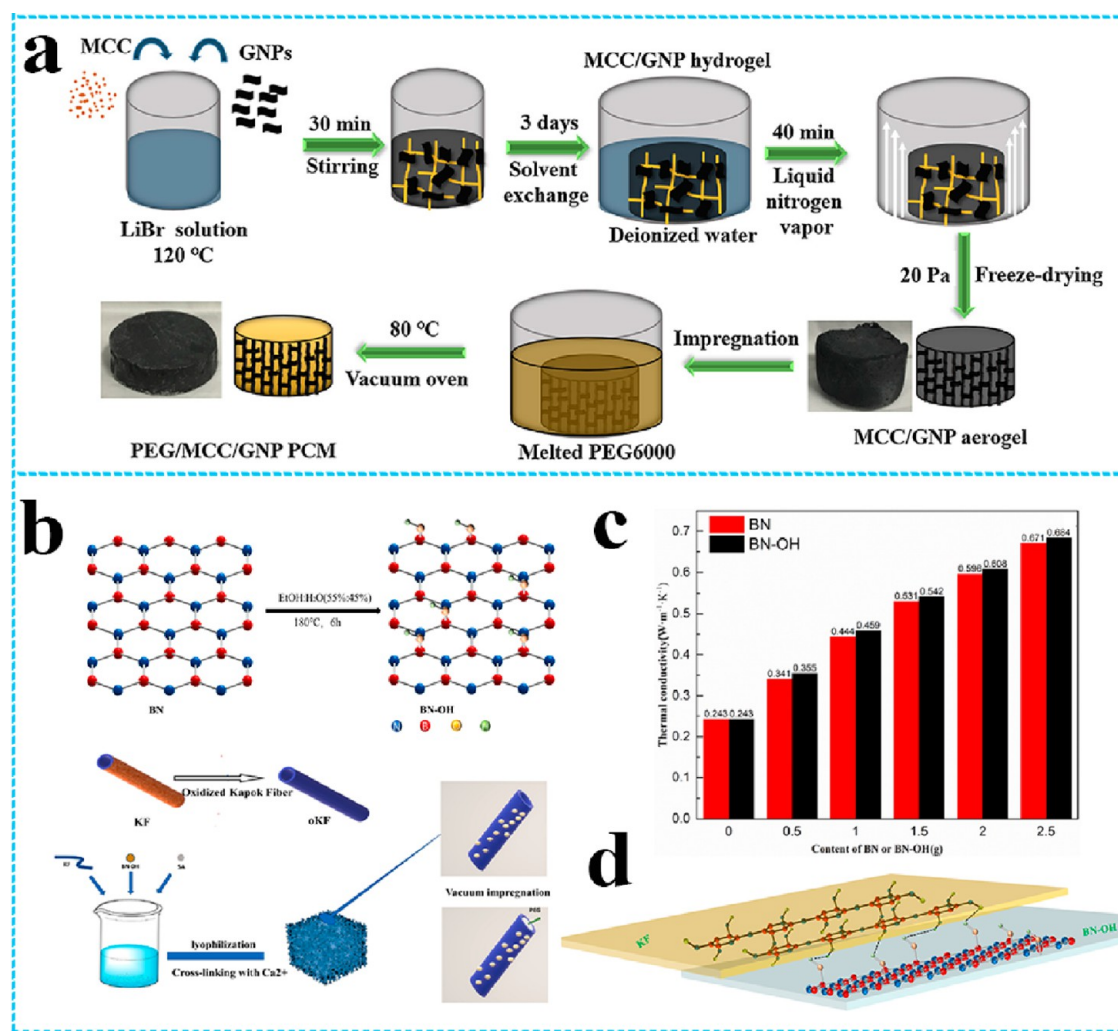 a
MCC
GNPs
LiBr solution
120 ℃
30 min
Stirring
3 days
Solvent
exchange
MCC/GNP hydrogel
Deionized water
40 min
Liquid
nitrogen
vapor
20 Pa
Freeze-drying
MCC/GNP aerogel
Impregnation
Melted PEG6000
80 ℃
Vacuum oven
PEG/MCC/GNP PCM
b
BN
EtOH:H2O(55%:45%)
180℃, 6h
BN-OH
N
B
KF
Oxidized Kapok Fiber
oKF
BN-OH
SA
lyophilization
Cross-linking with Ca2+
Vacuum impregnation
PEG
c
BN
BN-OH
Thermal conductivity(W·m⁻¹·K⁻¹)
0.7
0.6
0.5
0.4
0.3
0.2
0.1
0.0
0.243 0.243
0.341 0.355
0.444 0.459
0.531 0.542
0.596 0.608
0.671 0.684
0 0.5 1 1.5 2 2.5
Content of BN or BN-OH(g)
d
KF
BN-OH